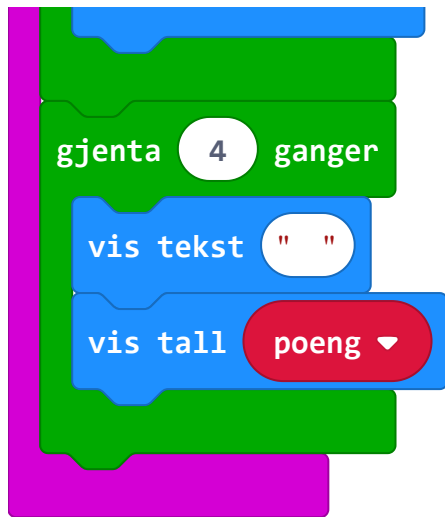 gjenta 4 ganger
vis tekst " "
vis tall poeng